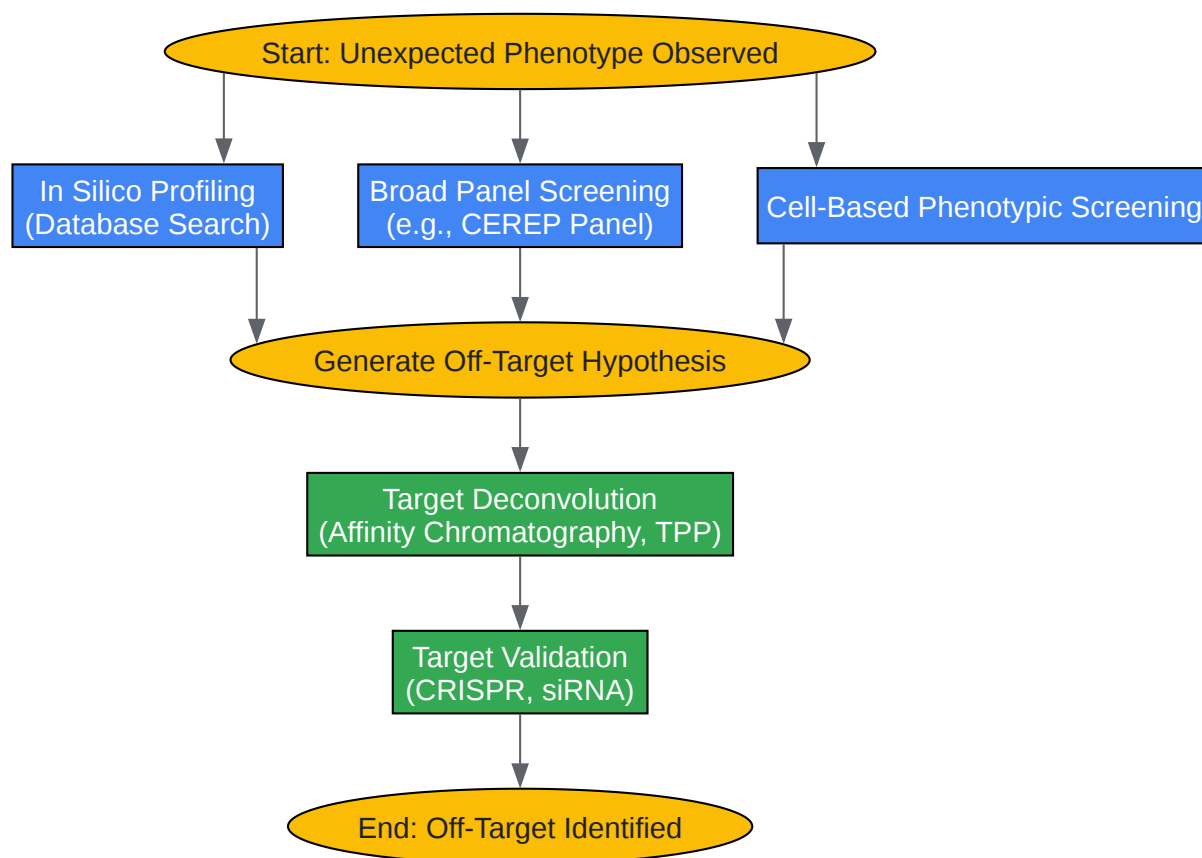 Start: Unexpected Phenotype Observed
In Silico Profiling
(Database Search)
Broad Panel Screening
(e.g., CEREP Panel)
Cell-Based Phenotypic Screening
Generate Off-Target Hypothesis
Target Deconvolution
(Affinity Chromatography, TPP)
Target Validation
(CRISPR, siRNA)
End: Off-Target Identified